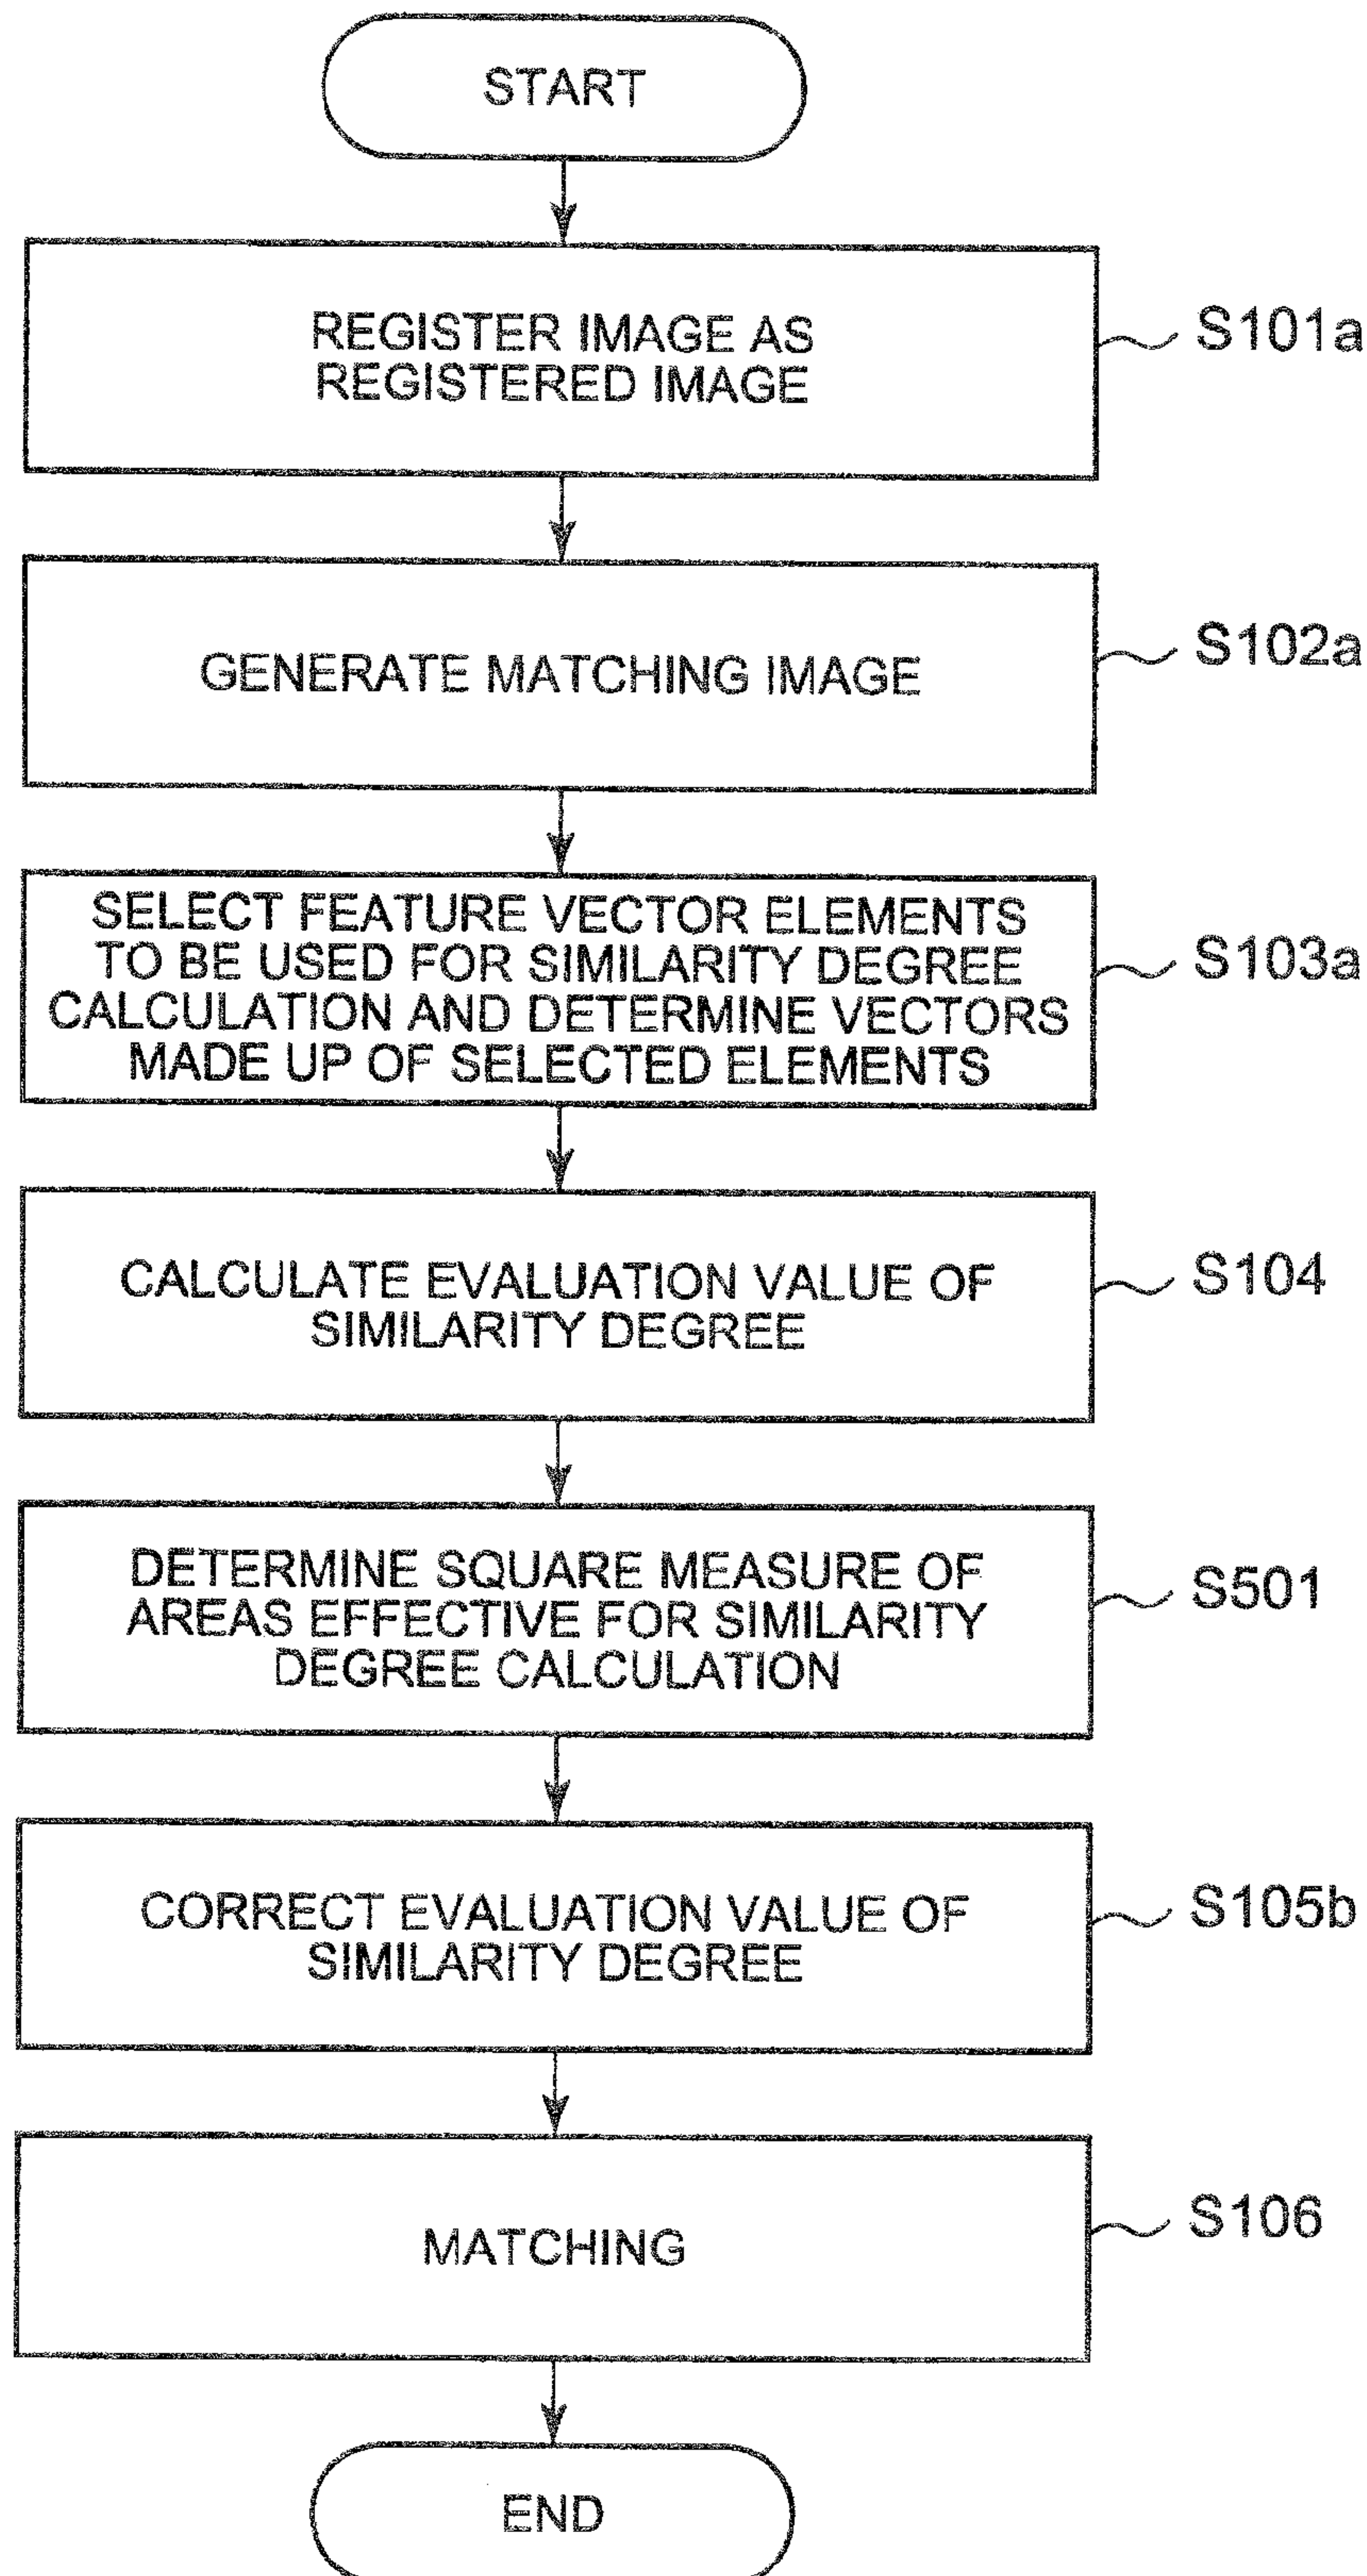 START
REGISTER IMAGE AS
REGISTERED IMAGE
S101a
GENERATE MATCHING IMAGE
S102a
SELECT FEATURE VECTOR ELEMENTS
TO BE USED FOR SIMILARITY DEGREE
CALCULATION AND DETERMINE VECTORS
MADE UP OF SELECTED ELEMENTS
S103a
CALCULATE EVALUATION VALUE OF
SIMILARITY DEGREE
S104
DETERMINE SQUARE MEASURE OF
AREAS EFFECTIVE FOR SIMILARITY
DEGREE CALCULATION
S501
CORRECT EVALUATION VALUE OF
SIMILARITY DEGREE
S105b
MATCHING
S106
END